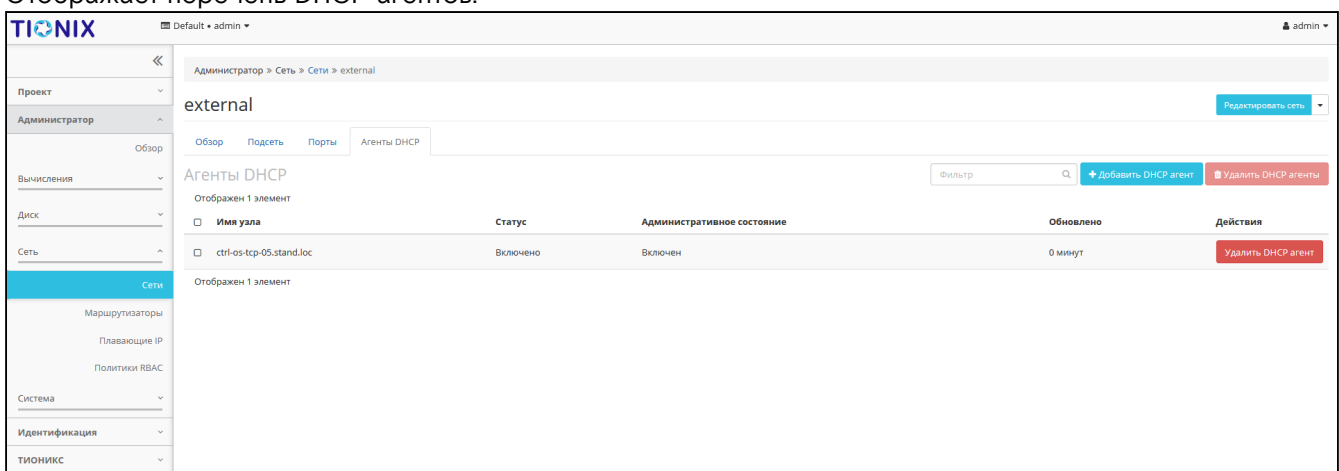 Отображает перечень DHCP агентов.
TIONIX
Default • admin
admin
«
Администратор » Сеть » Сети » external
Проект
Администратор
Обзор
Вычисления
Диск
Сеть
Сети
Маршрутизаторы
Плавающие IP
Политики RBAC
Система
Идентификация
ТИОНИКС
external
Редактировать сеть
Обзор Подсеть Порты Агенты DHCP
Агенты DHCP
Фильтр
+Добавить DHCP агент
Удалить DHCP агенты
Отображен 1 элемент
Имя узла Статус Административное состояние Обновлено Действия
ctrl-os-tcp-05.stand.loc Включено Включен 0 минут Удалить DHCP агент
Отображен 1 элемент